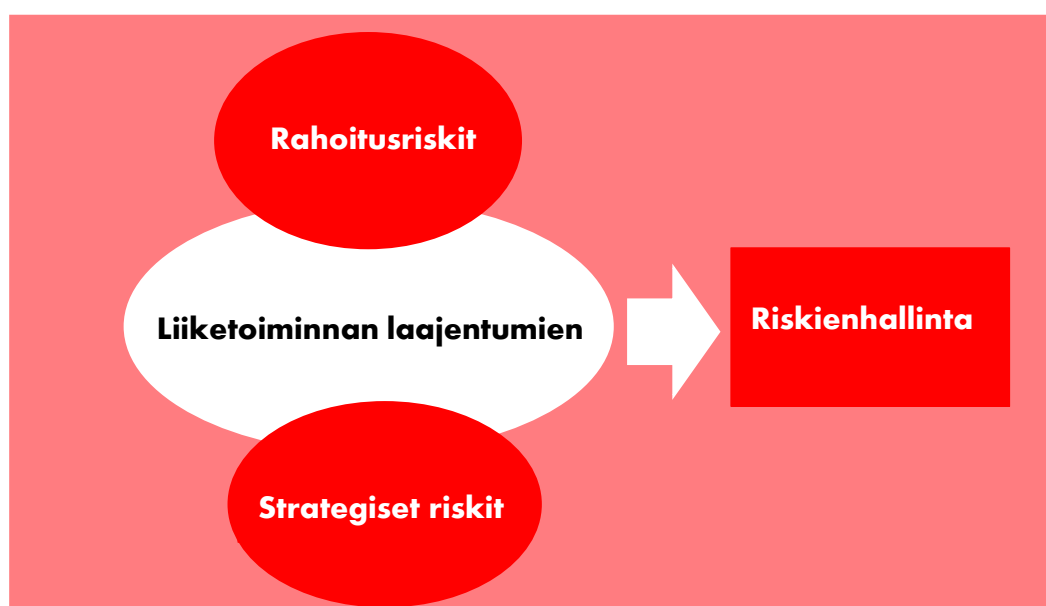 Rahoitusriskit
Liiketoiminnan laajentumien
Riskienhallinta
Strategiset riskit